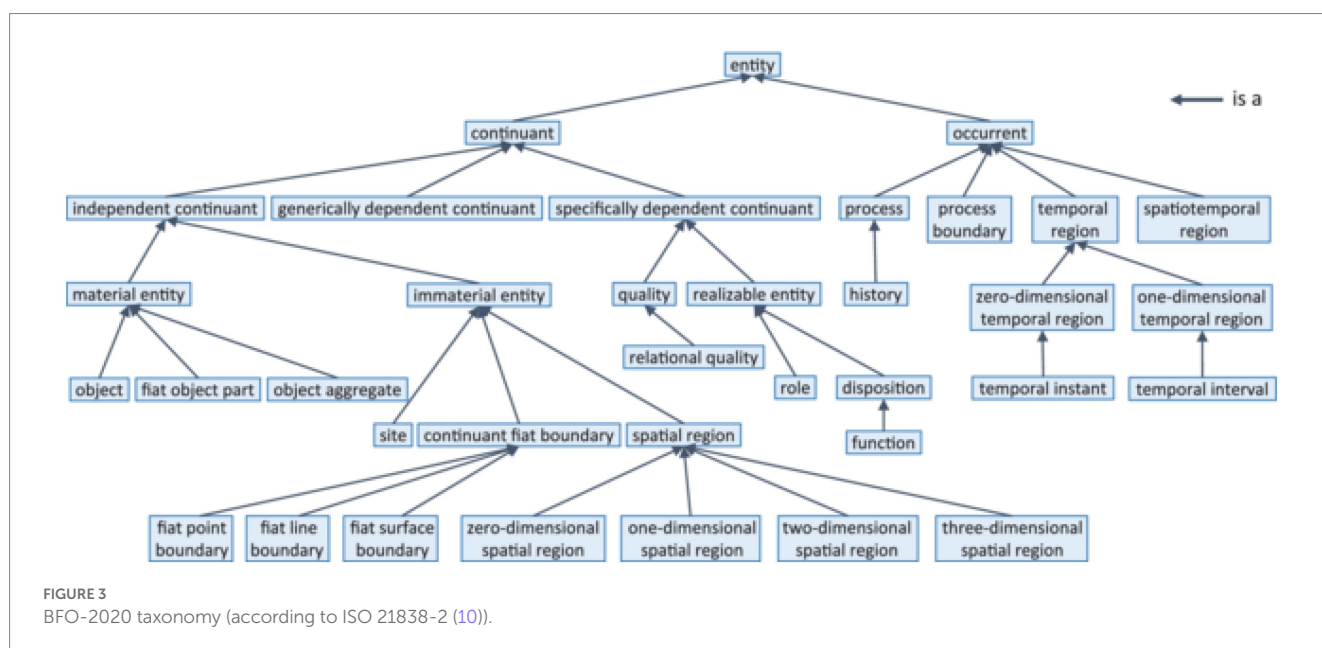 entity
is a
continuant
occurrent
independent continuant
generically dependent continuant
specifically dependent continuant
process
process
boundary
temporal
region
spatiotemporal
region
material entity
immaterial entity
quality
realizable entity
history
zero-dimensional
temporal region
one-dimensional
temporal region
relational quality
object
fiat object part
object aggregate
role
disposition
temporal instant
temporal interval
site
continuant fiat boundary
spatial region
function
fiat point
boundary
fiat line
boundary
fiat surface
boundary
zero-dimensional
spatial region
one-dimensional
spatial region
two-dimensional
spatial region
three-dimensional
spatial region
FIGURE 3
BFO-2020 taxonomy (according to ISO 21838-2 (10)).